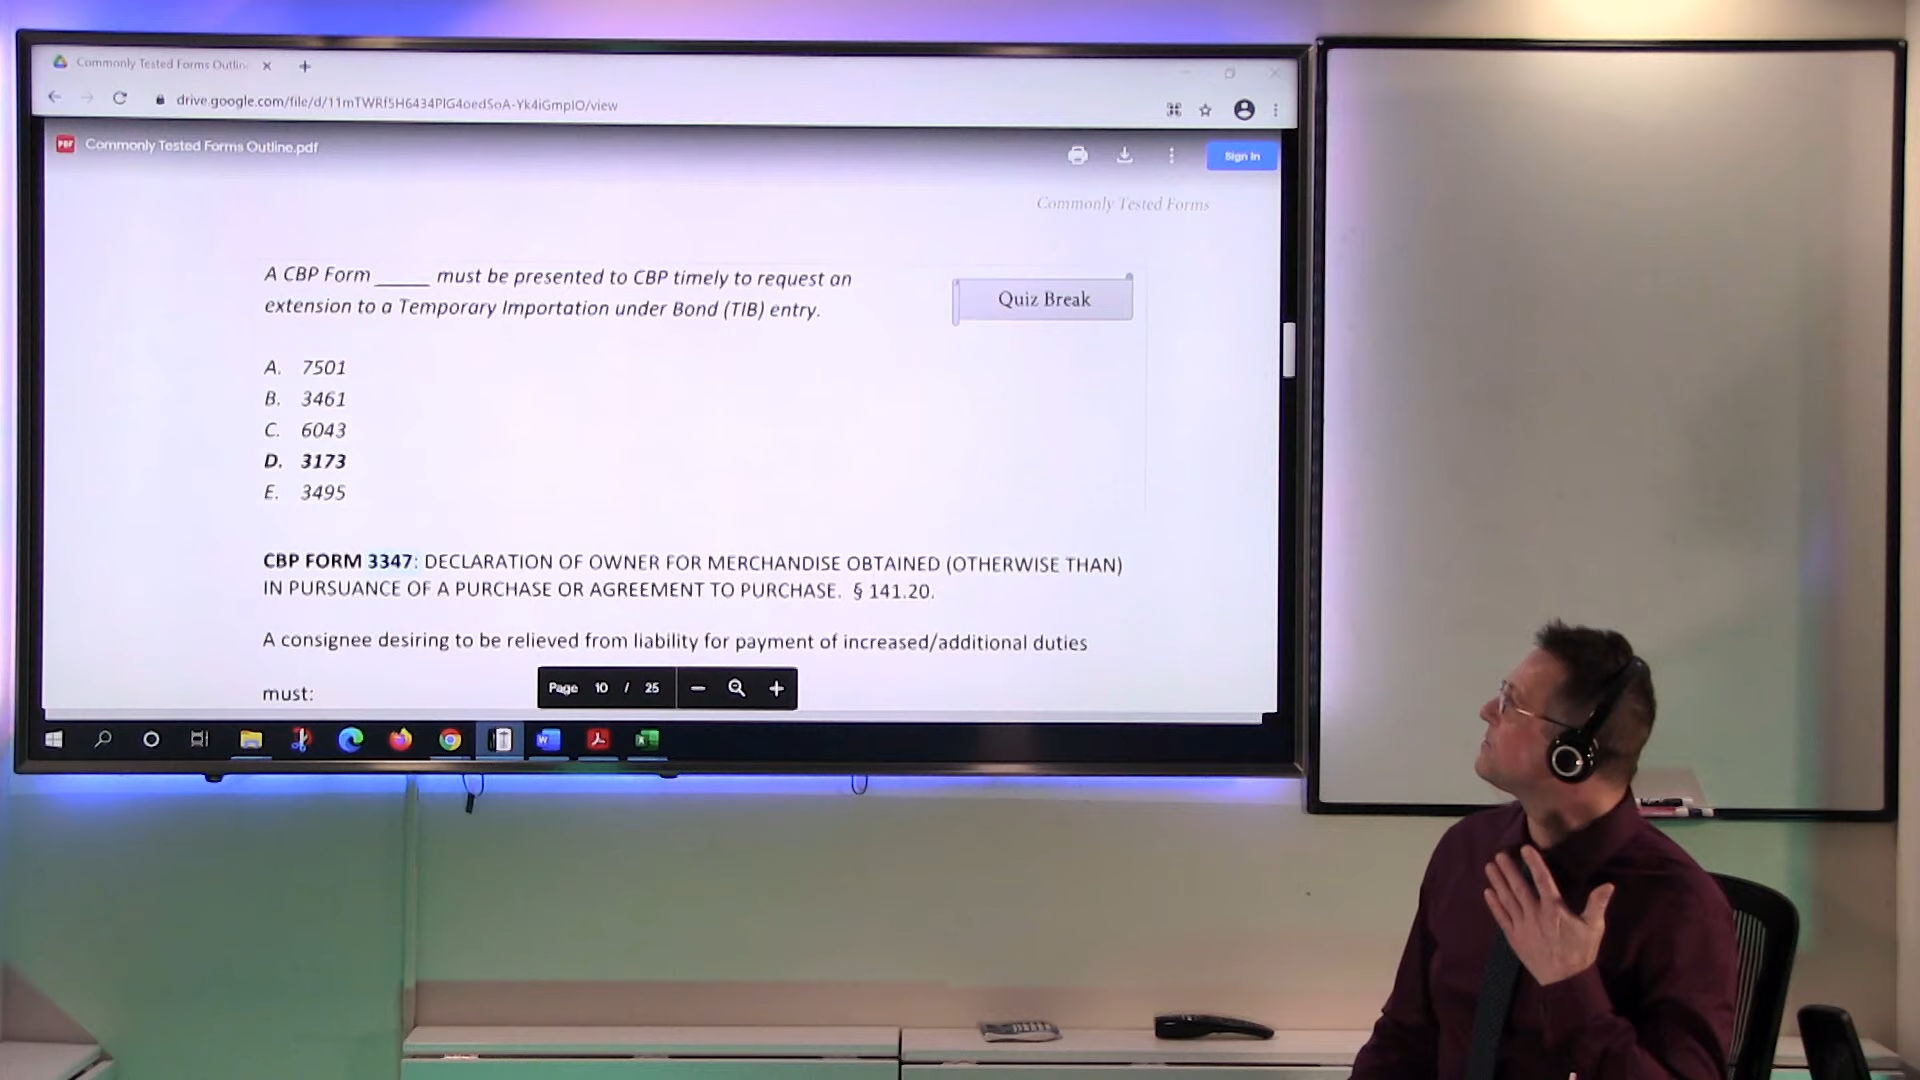 Commonly Tested Forms Outlin
drive.google.com/file/d/11mTWRf5H6434PlG4oedSoA-Yk4iGmpIO/view
PDF
Commonly Tested Forms Outline.pdf
Sign in
Commonly Tested Forms
A CBP Form _____ must be presented to CBP timely to request an
extension to a Temporary Importation under Bond (TIB) entry.
Quiz Break
A. 7501
B. 3461
C. 6043
D. 3173
E. 3495
CBP FORM 3347: DECLARATION OF OWNER FOR MERCHANDISE OBTAINED (OTHERWISE THAN)
IN PURSUANCE OF A PURCHASE OR AGREEMENT TO PURCHASE. § 141.20.
A consignee desiring to be relieved from liability for payment of increased/additional duties
must:
Page 10 / 25